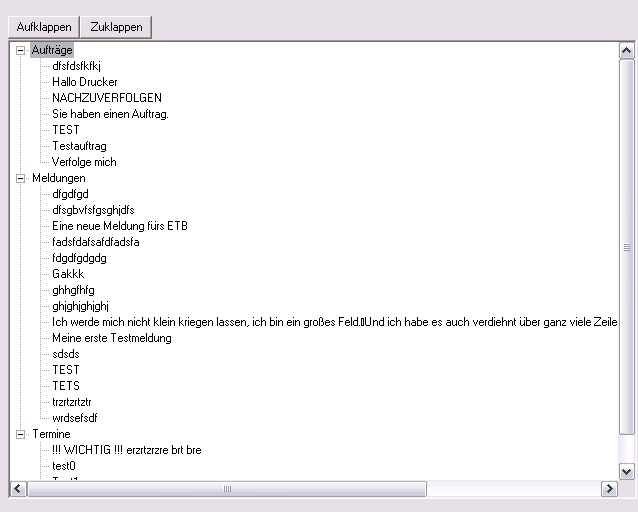 Aufklappen
Zuklappen
Aufträge
dfsfdsfkfkj
Hallo Drucker
NACHZUVERFOLGEN
Sie haben einen Auftrag.
TEST
Testauftrag
Verfolge mich
Meldungen
dfgdfgd
dfsgbvfsfgsghjdfs
Eine neue Meldung fürs ETB
fadsfdafsafdfadsfa
fdgdfgdgdg
Gakkk
ghhgfhfg
ghjghjghjghj
Ich werde mich nicht klein kriegen lassen, ich bin ein großes Feld.▯Und ich habe es auch verdiehnt über ganz viele Zeile
Meine erste Testmeldung
sdsds
TEST
TETS
trzrtzrtztr
wrdsefsdf
Termine
!!! WICHTIG !!! erzrtzrzre brt bre
test0